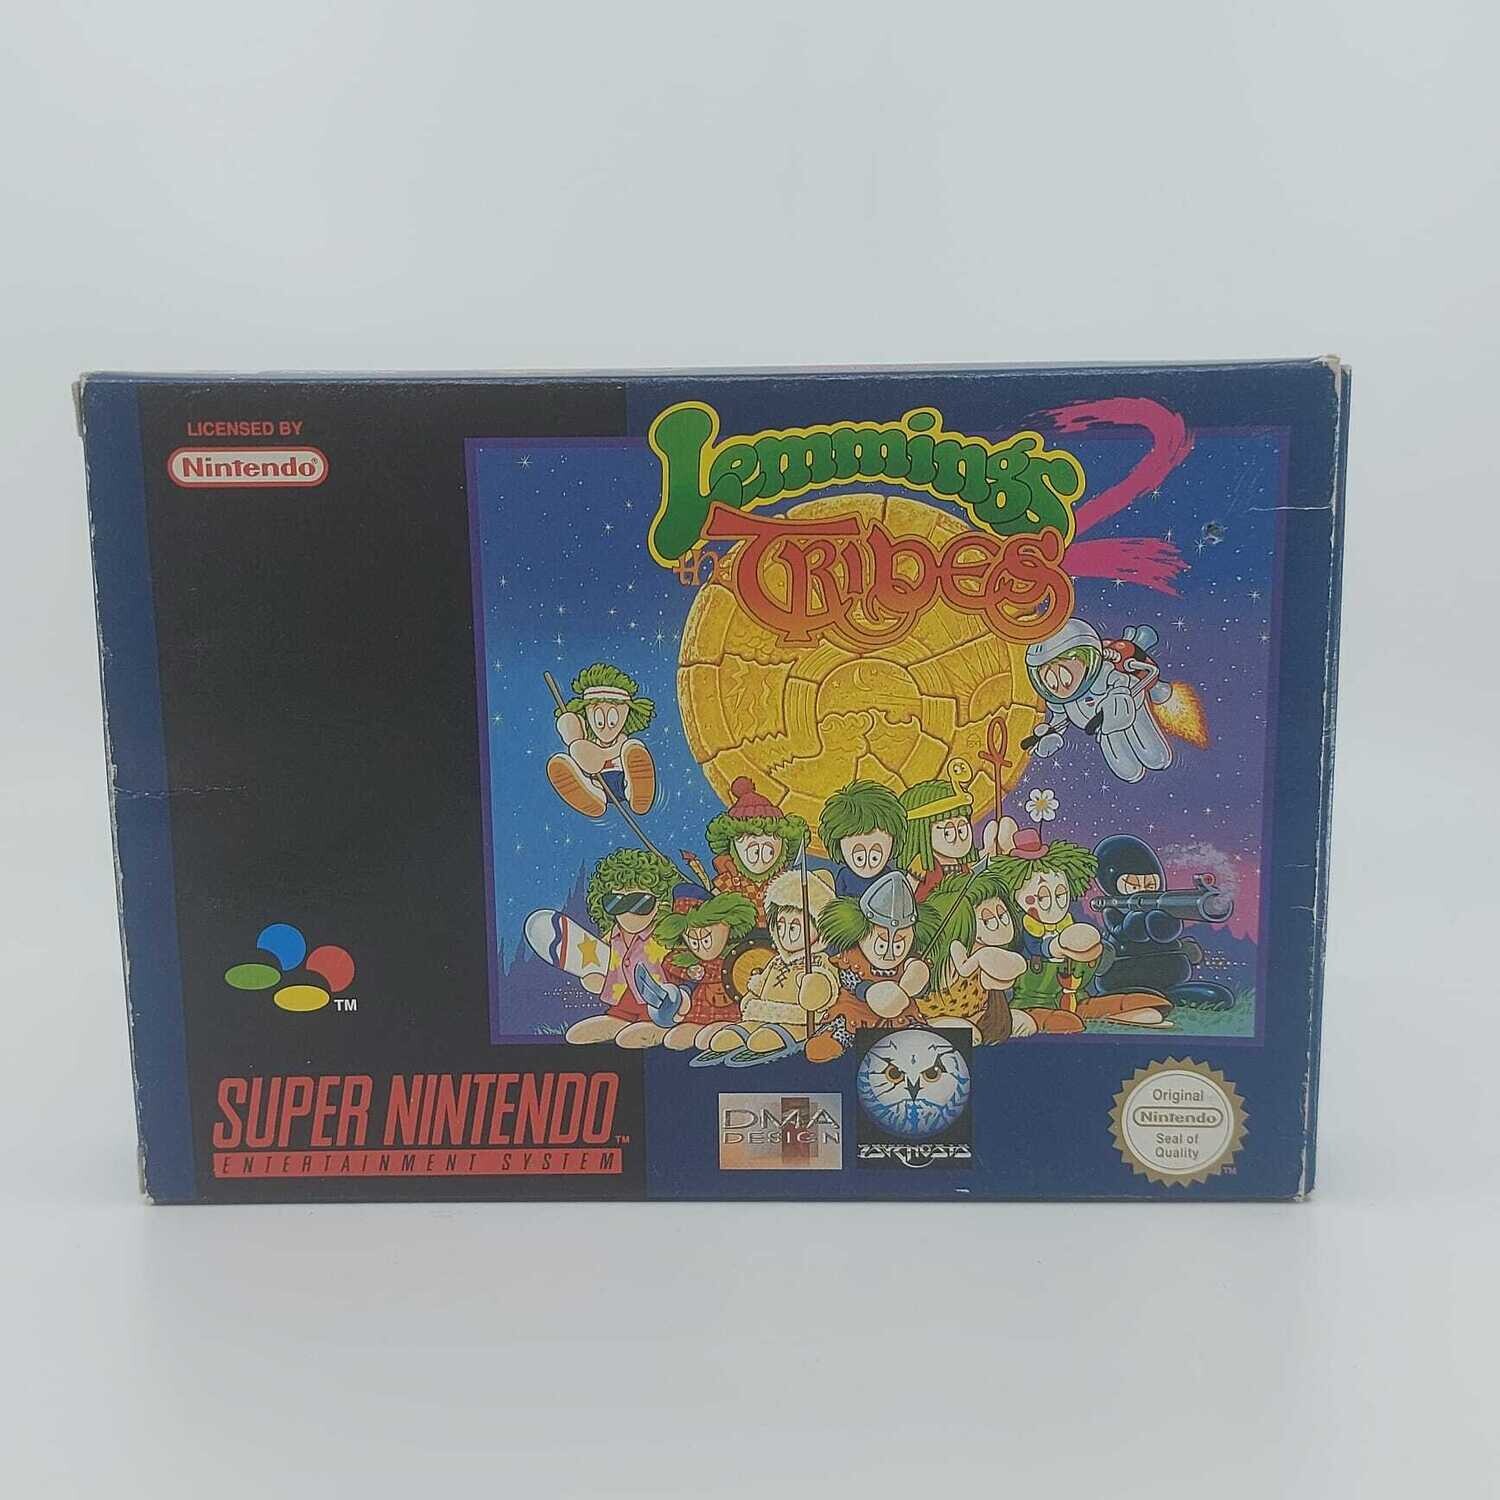 LICENSED BY
Nintendo®
Lemmings 2
the TRIBES
TM
SUPER NINTENDO TM
ENTERTAINMENT SYSTEM
DMA
DESIGN
PSYGNOSIS
Original
Nintendo
Seal of
Quality
TM